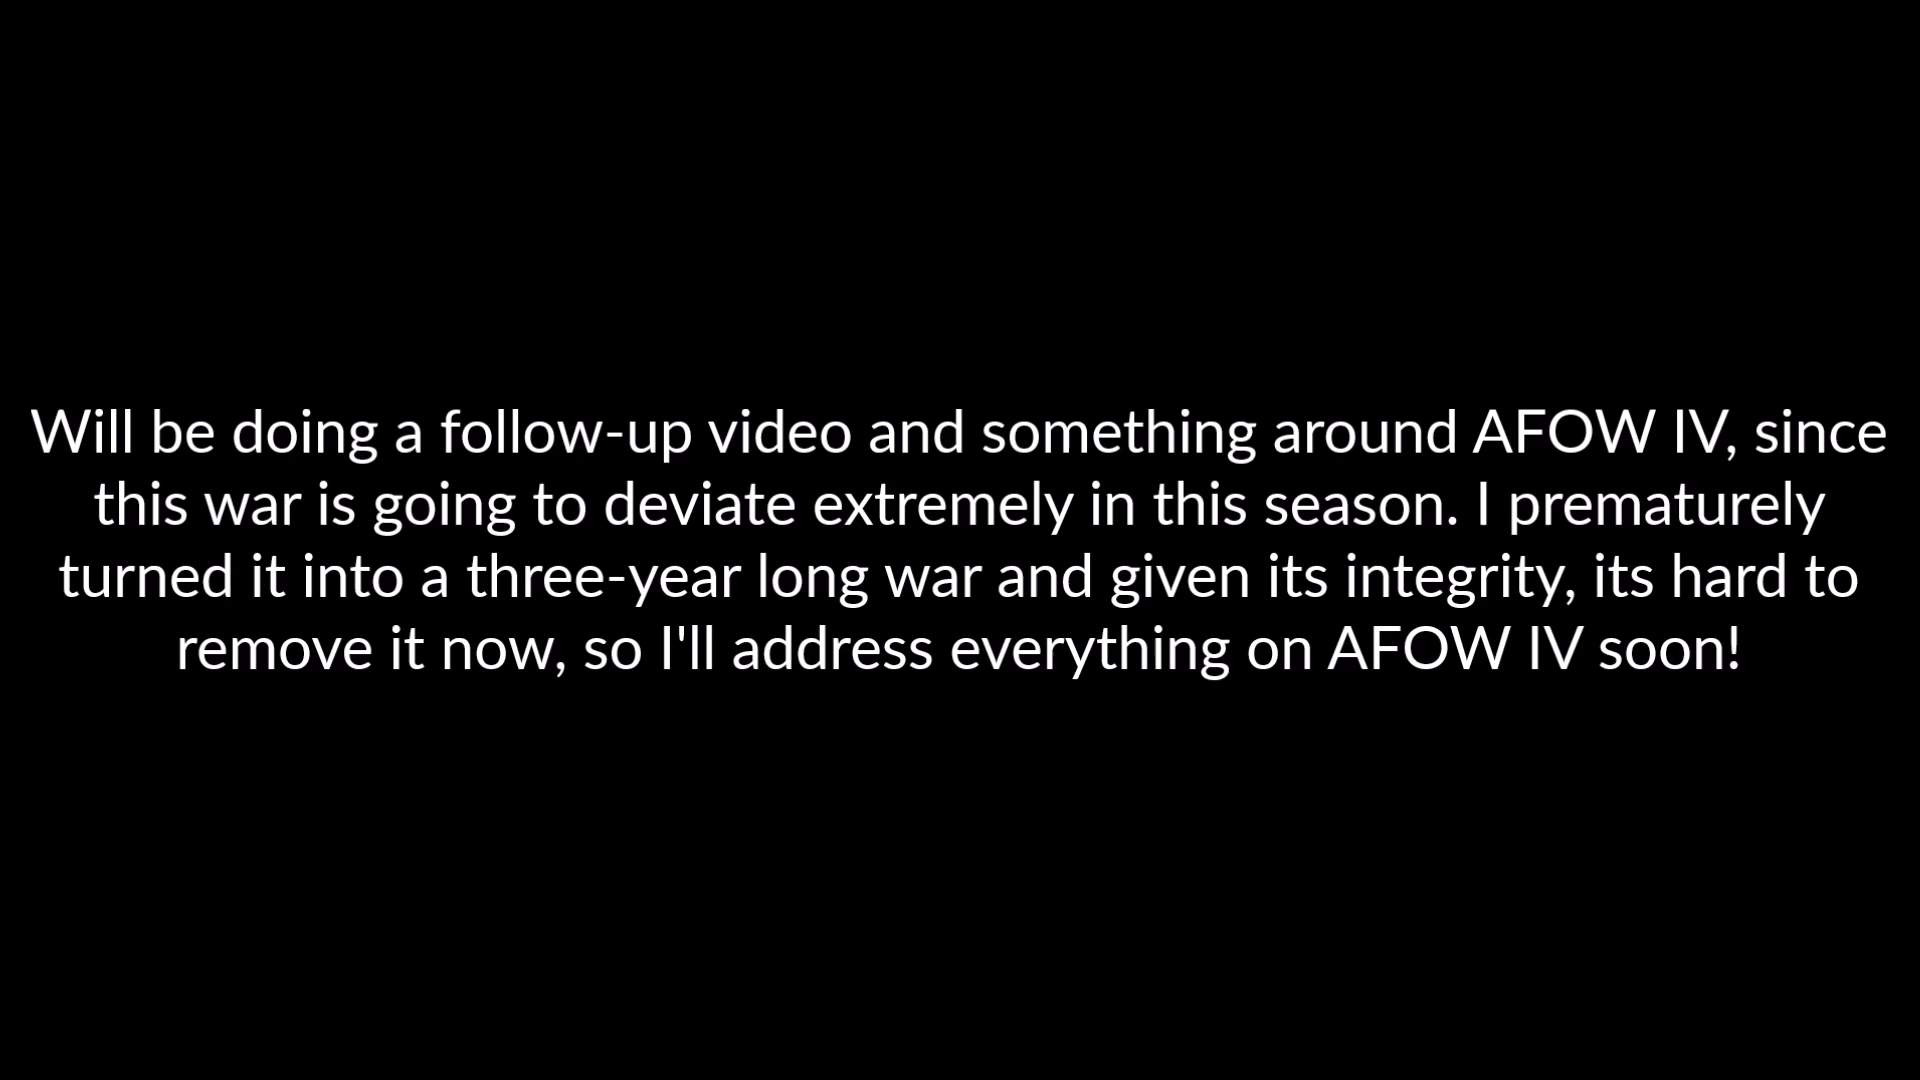 Will be doing a follow-up video and something around AFOW IV, since
this war is going to deviate extremely in this season. I prematurely
turned it into a three-year long war and given its integrity, its hard to
remove it now, so I'll address everything on AFOW IV soon!